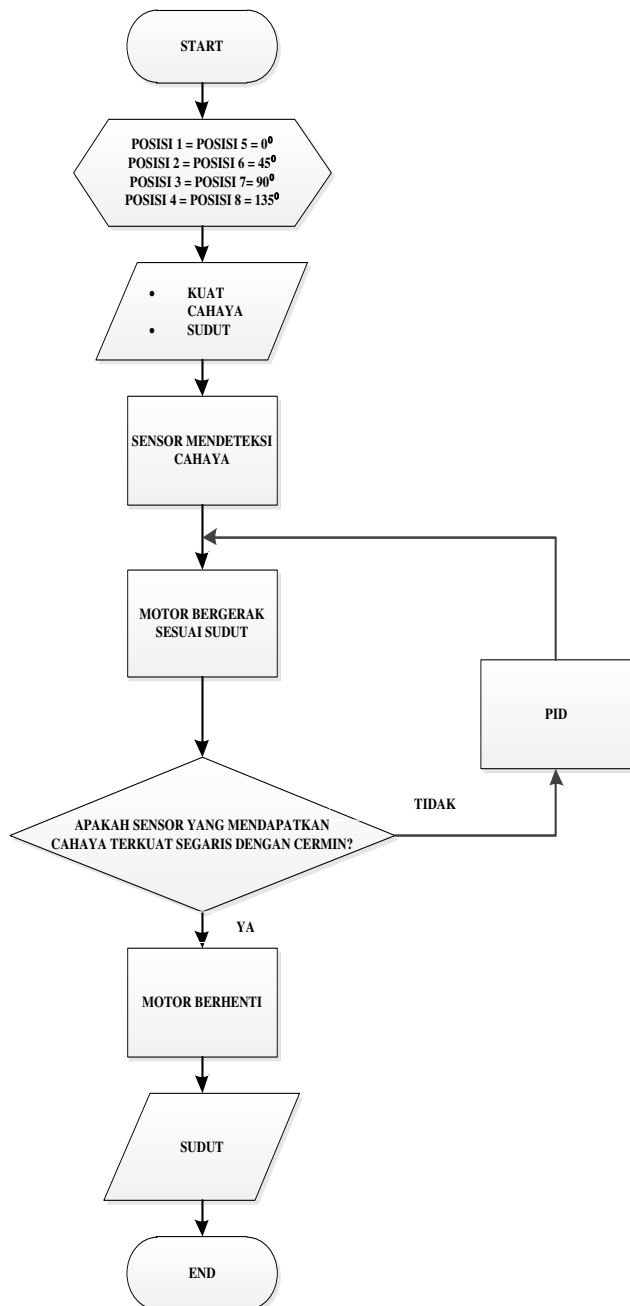 START
POSISI 1 = POSISI 5 = 0⁰
POSISI 2 = POSISI 6 = 45⁰
POSISI 3 = POSISI 7= 90⁰
POSISI 4 = POSISI 8 = 135⁰
• KUAT
CAHAYA
• SUDUT
SENSOR MENDETEKSI
CAHAYA
MOTOR BERGERAK
SESUAI SUDUT
PID
TIDAK
APAKAH SENSOR YANG MENDAPATKAN
CAHAYA TERKUAT SEGARIS DENGAN CERMIN?
YA
MOTOR BERHENTI
SUDUT
END